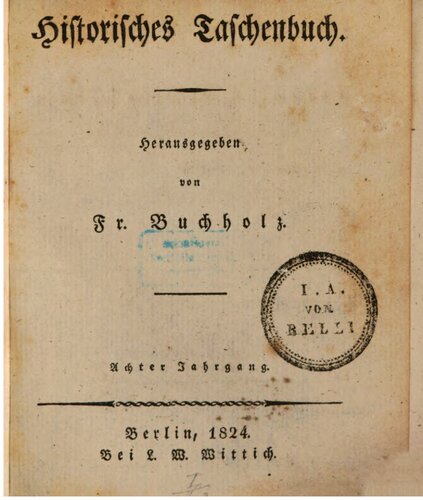 Historisches Taschenbuch.
Herausgegeben
von
Fr. Buchholz.
I. A.
VON
BELLI
Achter Jahrgang.
Berlin, 1824.
Bei L. W. Wittich.